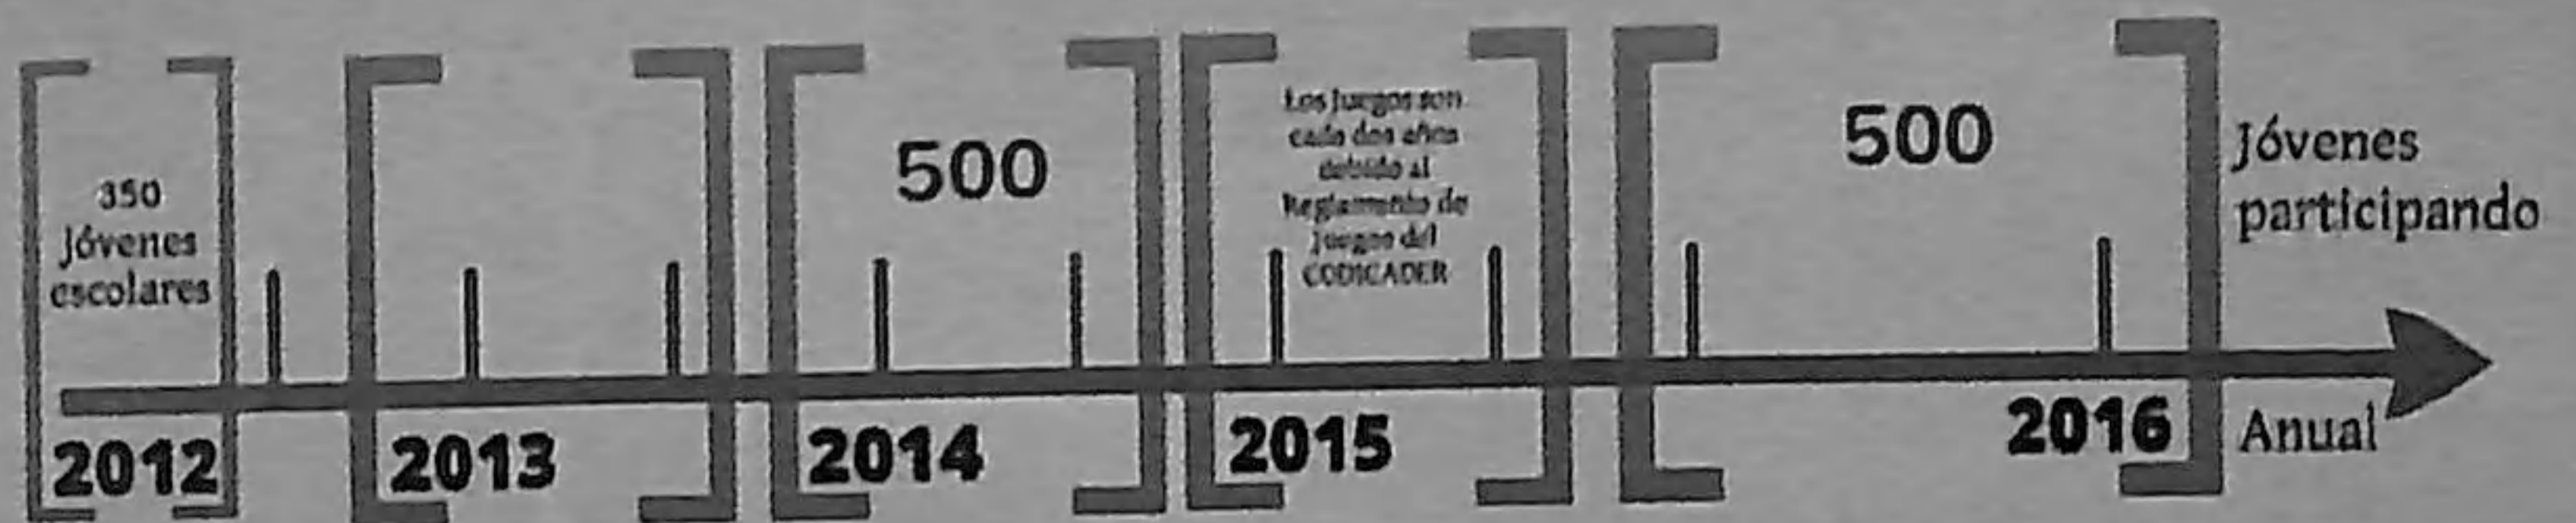 350
Jóvenes
escolares
500
Los Juegos son
cada dos años
debido al
Reglamento de
Juegos del
CODICADER
500
Jóvenes
participando
2012
2013
2014
2015
2016
Anual